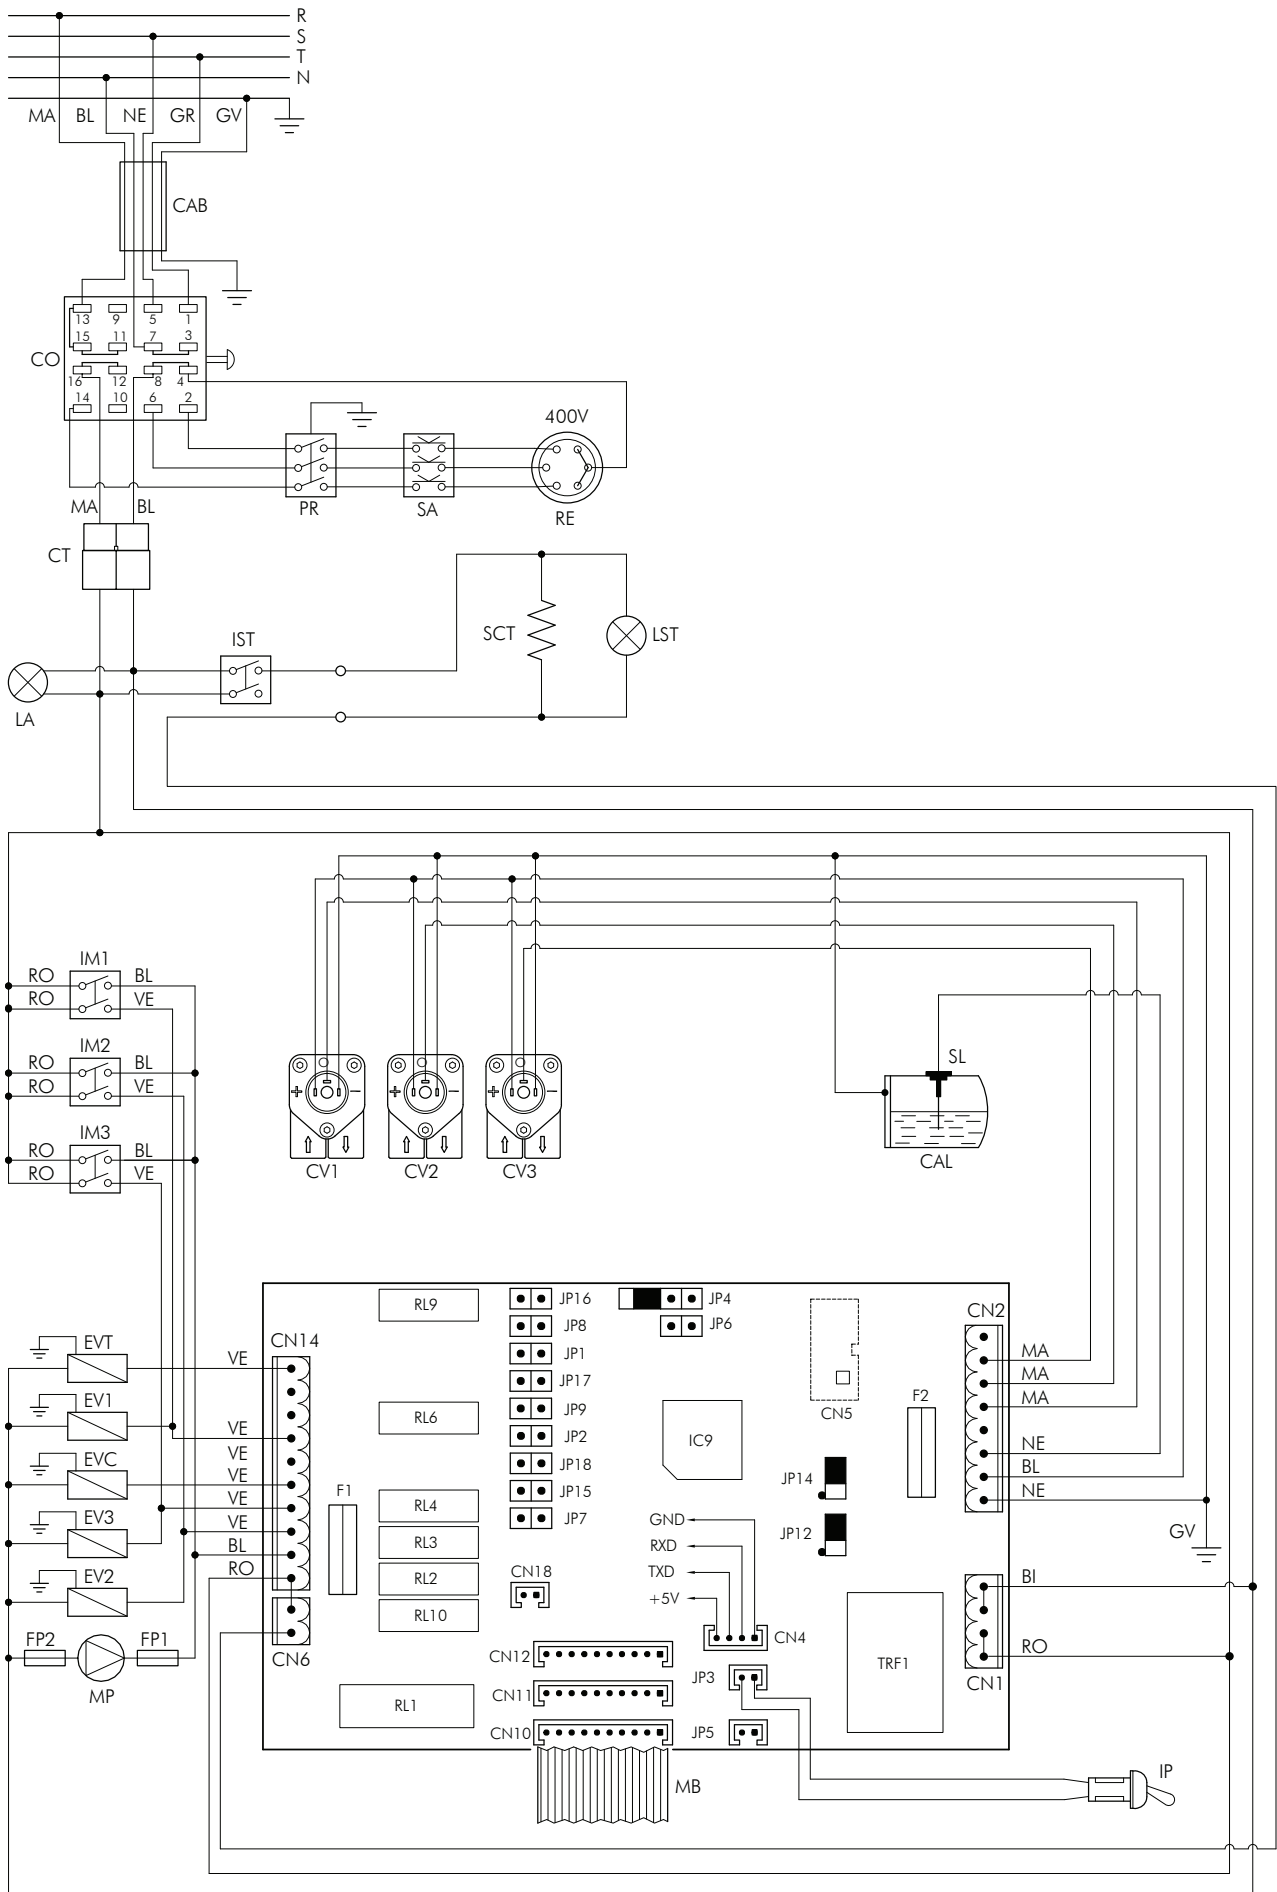 R
S
T
N
MA BL NE GR GV
CAB
13 9 5 1
15 11 7 3
CO
16 12 8 4
14 10 6 2
400V
PR SA RE
MA BL
CT
IST
SCT LST
LA
IM1
RO BL
RO VE
IM2
RO BL
RO VE
IM3
RO BL
RO VE
SL
CV1 CV2 CV3 CAL
RL9 JP16 JP4
JP8 JP6
CN14 CN2
EVT VE JP1 MA
JP17 MA
EV1 RL6 JP9 CN5 F2 MA
VE JP2 IC9
EVC VE JP18 NE
VE JP14 BL
F1 RL4 JP15 NE
EV3 VE JP7 GND
VE RL3 RXD JP12 GV
BL
EV2 RO RL2 CN18 TXD BI
RL10 +5V
FP2 FP1 CN4 RO
CN6 CN12 TRF1
MP JP3 CN1
RL1 CN11
CN10 JP5
MB IP